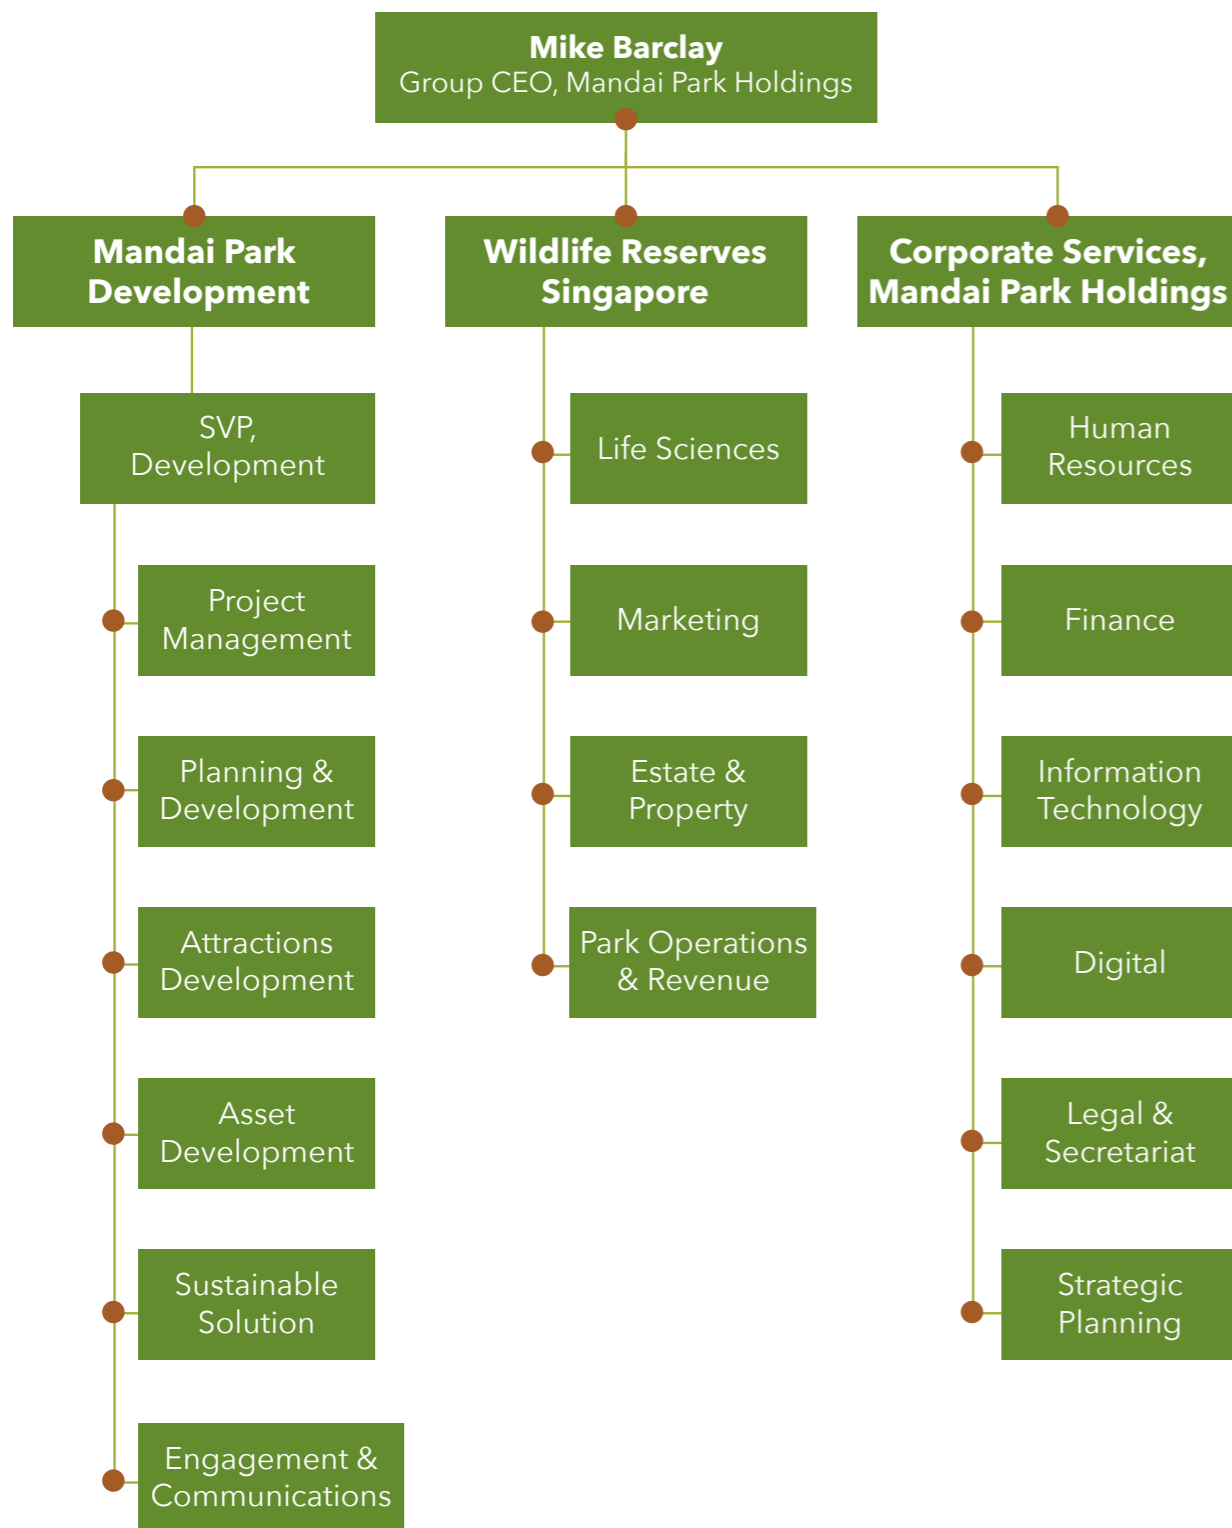 Mike Barclay
Group CEO, Mandai Park Holdings
Mandai Park
Development
SVP,
Development
Project
Management
Planning &
Development
Attractions
Development
Asset
Development
Sustainable
Solution
Engagement &
Communications
Wildlife Reserves
Singapore
Life Sciences
Marketing
Estate &
Property
Park Operations
& Revenue
Corporate Services,
Mandai Park Holdings
Human
Resources
Finance
Information
Technology
Digital
Legal &
Secretariat
Strategic
Planning